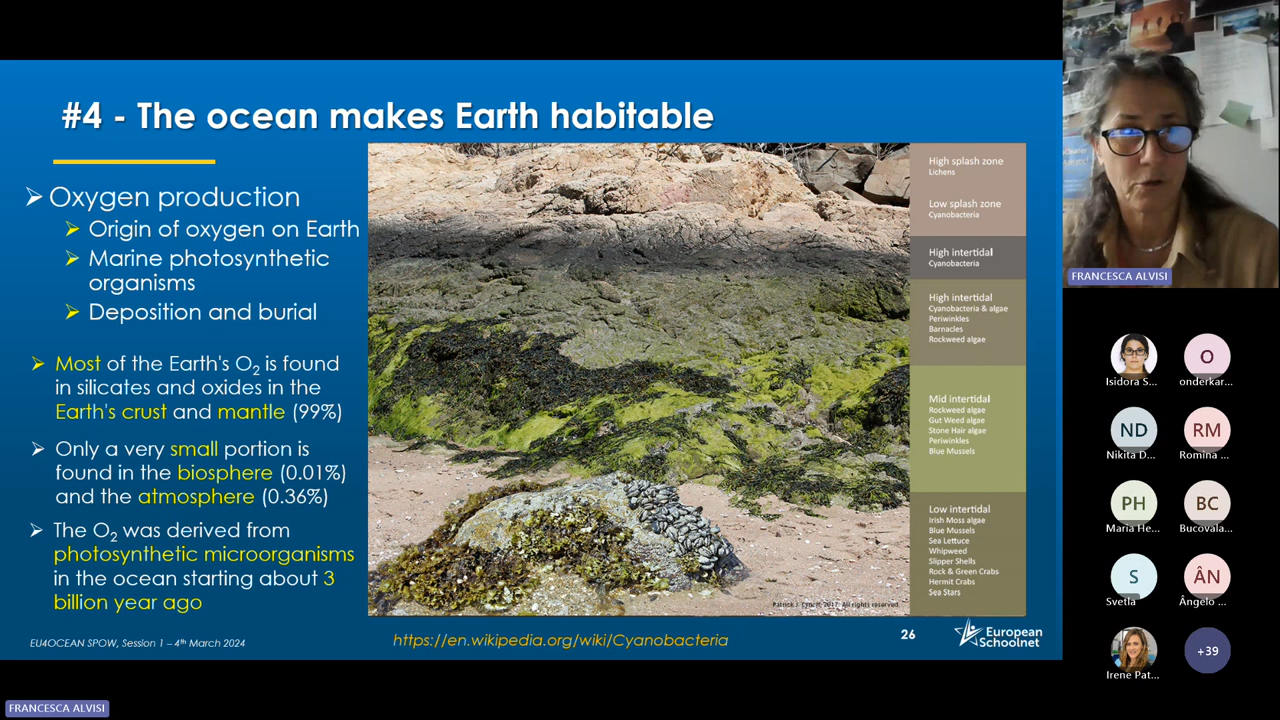 #4 - The ocean makes Earth habitable
Oxygen production
Origin of oxygen on Earth
Marine photosynthetic
organisms
Deposition and burial
Most of the Earth's O₂ is found
in silicates and oxides in the
Earth's crust and mantle (99%)
Only a very small portion is
found in the biosphere (0.01%)
and the atmosphere (0.36%)
The O₂ was derived from
photosynthetic microorganisms
in the ocean starting about 3
billion year ago
High splash zone
Lichens
Low splash zone
Cyanobacteria
High intertidal
Cyanobacteria
High intertidal
Cyanobacteria & algae
Periwinkles
Barnacles
Rockweed algae
Mid intertidal
Rockweed algae
Gut Weed algae
Stone Hair algae
Periwinkles
Blue Mussels
Low intertidal
Irish Moss algae
Blue Mussels
Sea Lettuce
Whipweed
Slipper Shells
Rock & Green Crabs
Hermit Crabs
Sea Stars
Patrick J. Lynch, 2017. All rights reserved.
EU4OCEAN SPOW, Session 1 – 4th March 2024
https://en.wikipedia.org/wiki/Cyanobacteria
26
European
Schoolnet
FRANCESCA ALVISI
Isidora S...
O
onderkar...
ND
Nikita D...
RM
Romina ...
PH
Maria He...
BC
Bucovala...
S
Svetla
ÂN
Ângelo ...
Irene Pat...
+39
FRANCESCA ALVISI